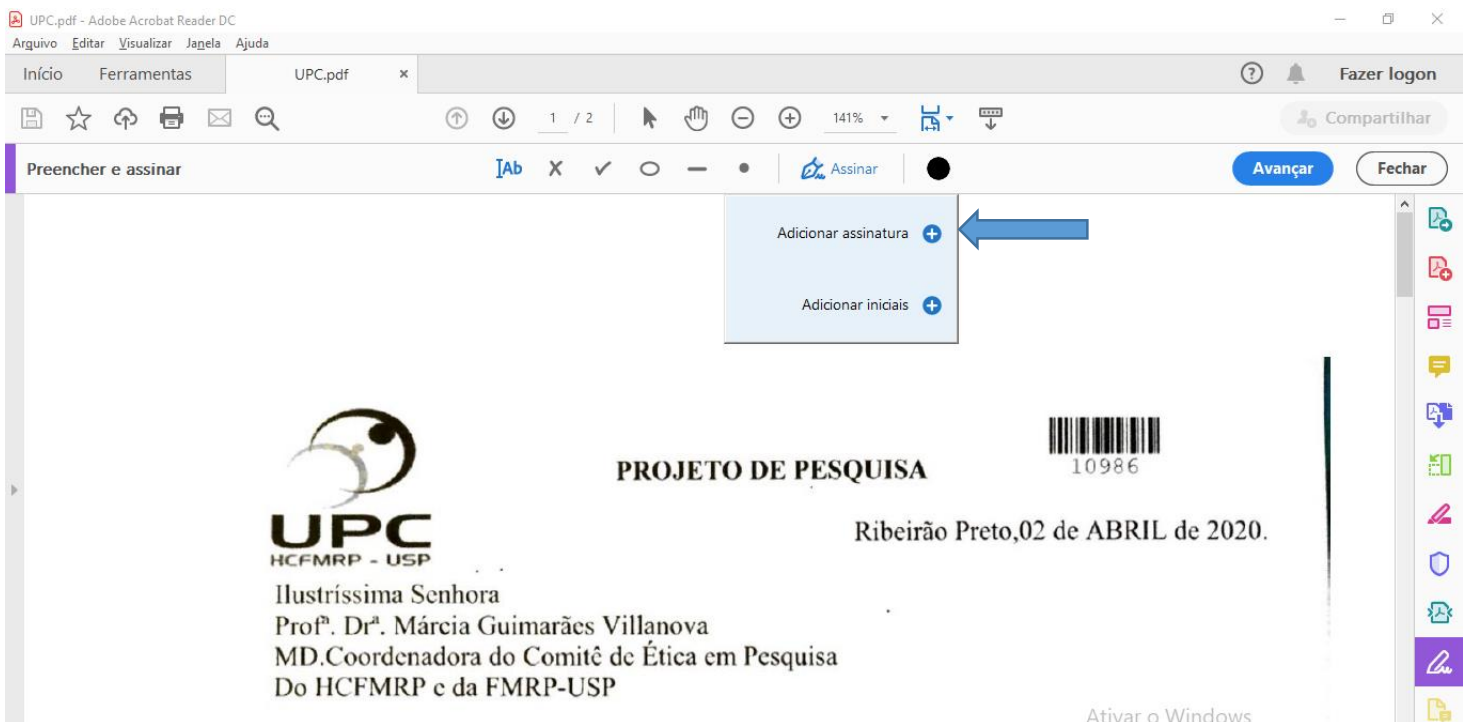 UPC.pdf - Adobe Acrobat Reader DC
Arquivo Editar Visualizar Janela Ajuda
Início Ferramentas UPC.pdf × ? Fazer logon
1 / 2 141% Compartilhar
Preencher e assinar IAb X Assinar Avançar Fechar
Adicionar assinatura
Adicionar iniciais
10986
PROJETO DE PESQUISA
UPC
HCFMRP - USP
Ribeirão Preto,02 de ABRIL de 2020.
Ilustríssima Senhora
Profª. Drª. Márcia Guimarães Villanova
MD.Coordenadora do Comitê de Ética em Pesquisa
Do HCFMRP e da FMRP-USP
Ativar o Windows